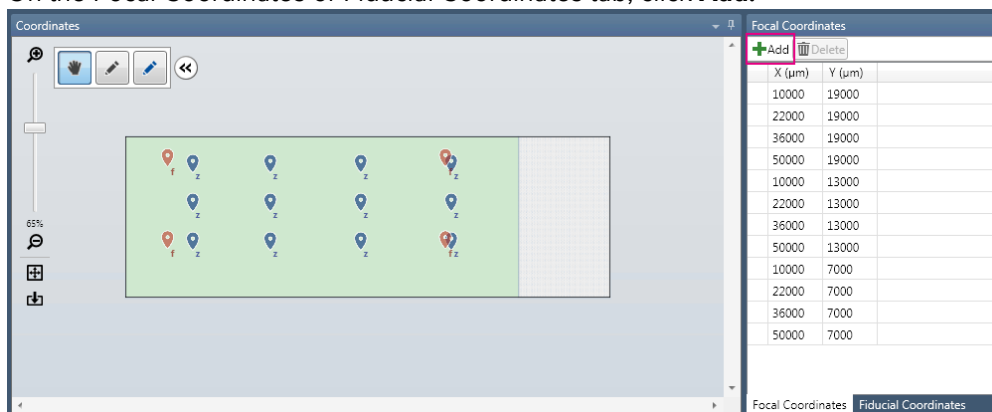 On the Focal Coordinates or Fiducial Coordinates tab, click Add.
Coordinates
65%
f z z z f z
z z z z
f z z z f z
Focal Coordinates
Add Delete
X (µm) Y (µm)
10000 19000
22000 19000
36000 19000
50000 19000
10000 13000
22000 13000
36000 13000
50000 13000
10000 7000
22000 7000
36000 7000
50000 7000
Focal Coordinates Fiducial Coordinates